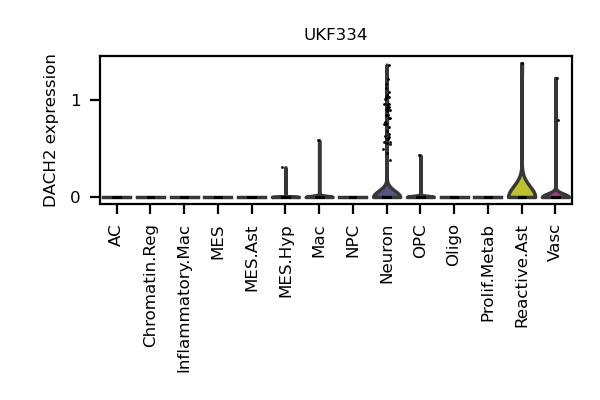 UKF334
DACH2 expression
1
0
AC
Chromatin.Reg
Inflammatory.Mac
MES
MES.Ast
MES.Hyp
Mac
NPC
Neuron
OPC
Oligo
Prolif.Metab
Reactive.Ast
Vasc